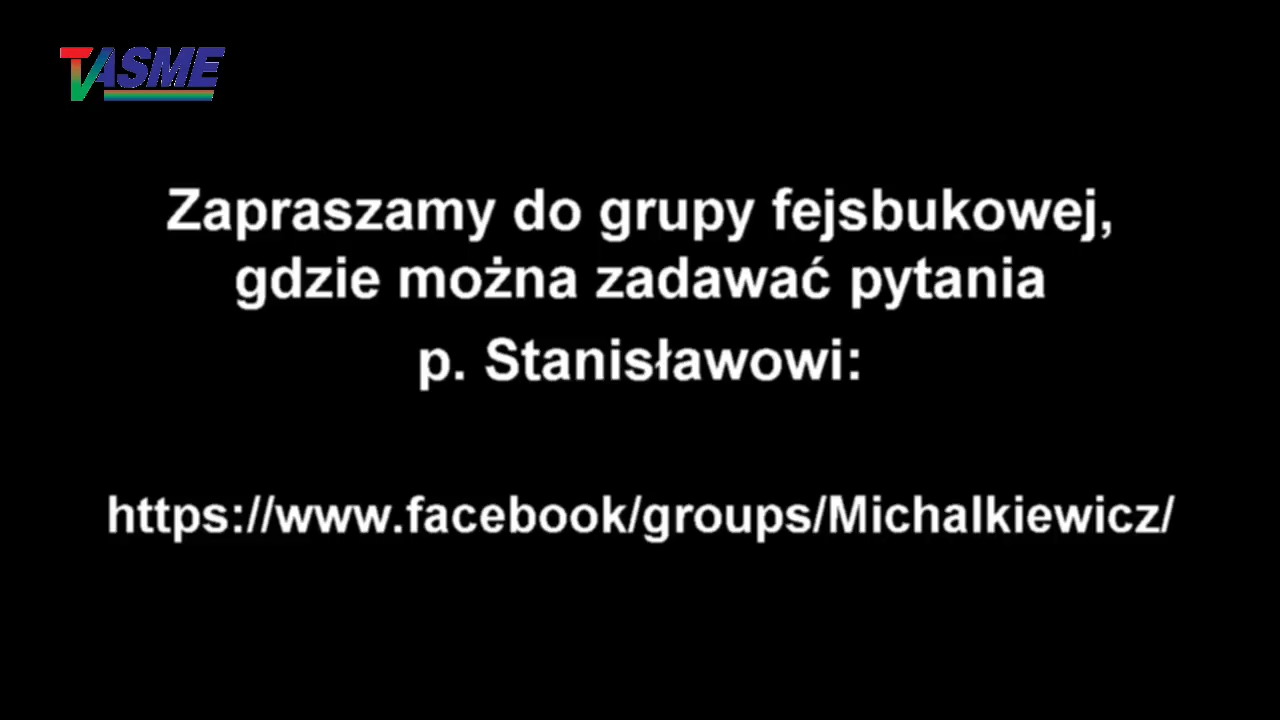 TASME
Zapraszamy do grupy fejsbukowej,
gdzie można zadawać pytania
p. Stanisławowi:
https://www.facebook/groups/Michalkiewicz/